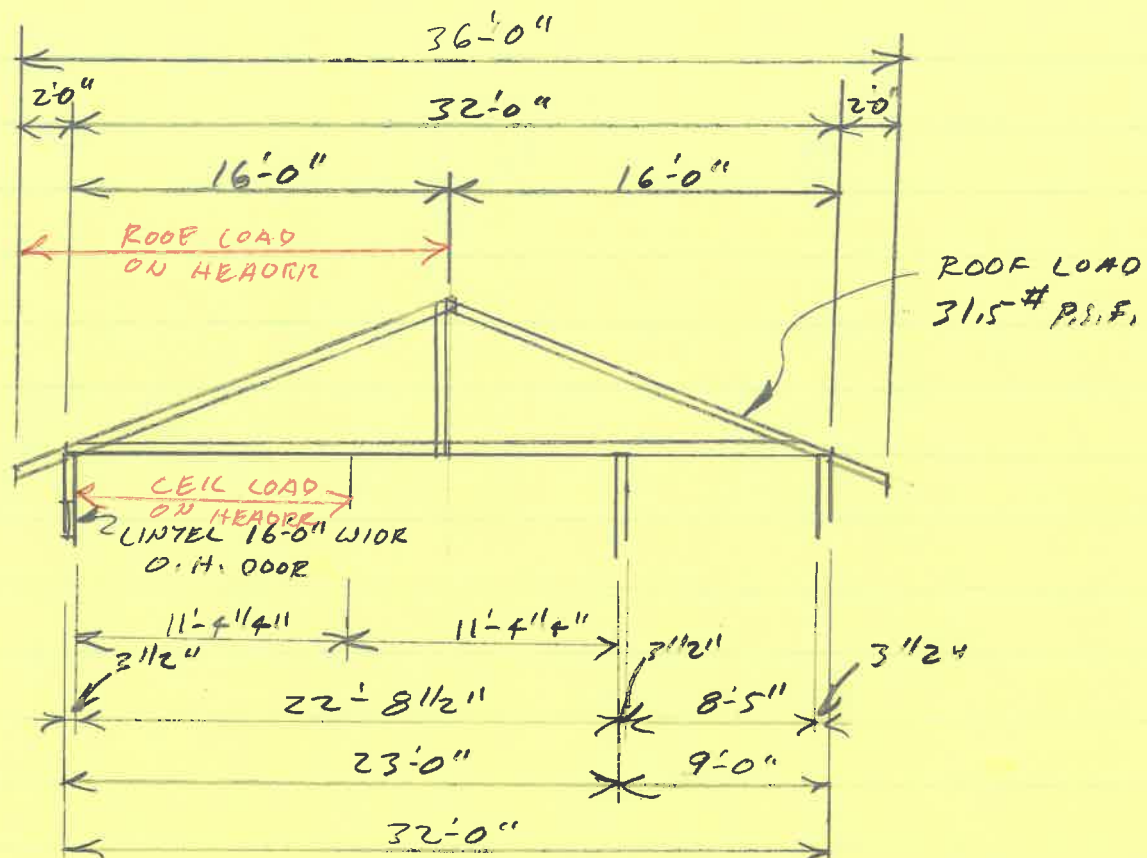 36'-0"
2'-0"
32'-0"
2'-0"
16'-0"
16'-0"
ROOF LOAD
ON HEADER
ROOF LOAD
31.5 # P.S.F.
CEIL LOAD
ON HEADER
LINTEL 16'-0" WIDE
O.H. DOOR
11'-4 1/4"
11'-4 1/4"
3 1/2"
3 1/2"
3 1/2"
22'-8 1/2"
8'-5"
23'-0"
9'-0"
32'-0"